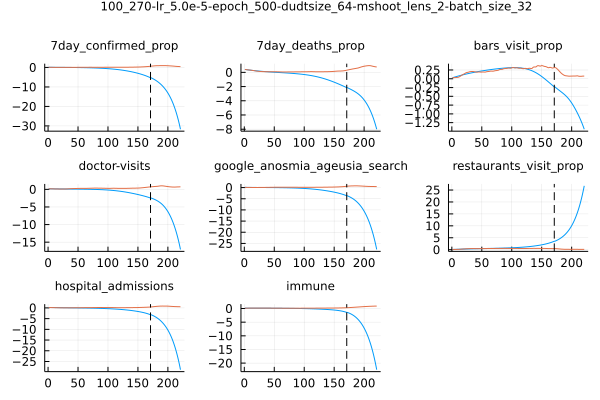 100_270-lr_5.0e-5-epoch_500-dudtsize_64-mshoot_lens_2-batch_size_32
7day_confirmed_prop
0
-10
-20
-30
0 50 100 150 200
7day_deaths_prop
0
-2
-4
-6
-8
0 50 100 150 200
bars_visit_prop
0.25
0.00
-0.25
-0.50
-0.75
-1.00
-1.25
0 50 100 150 200
doctor-visits
0
-5
-10
-15
0 50 100 150 200
google_anosmia_ageusia_search
0
-5
-10
-15
-20
-25
0 50 100 150 200
restaurants_visit_prop
25
20
15
10
5
0
0 50 100 150 200
hospital_admissions
0
-5
-10
-15
-20
-25
0 50 100 150 200
immune
0
-5
-10
-15
-20
0 50 100 150 200